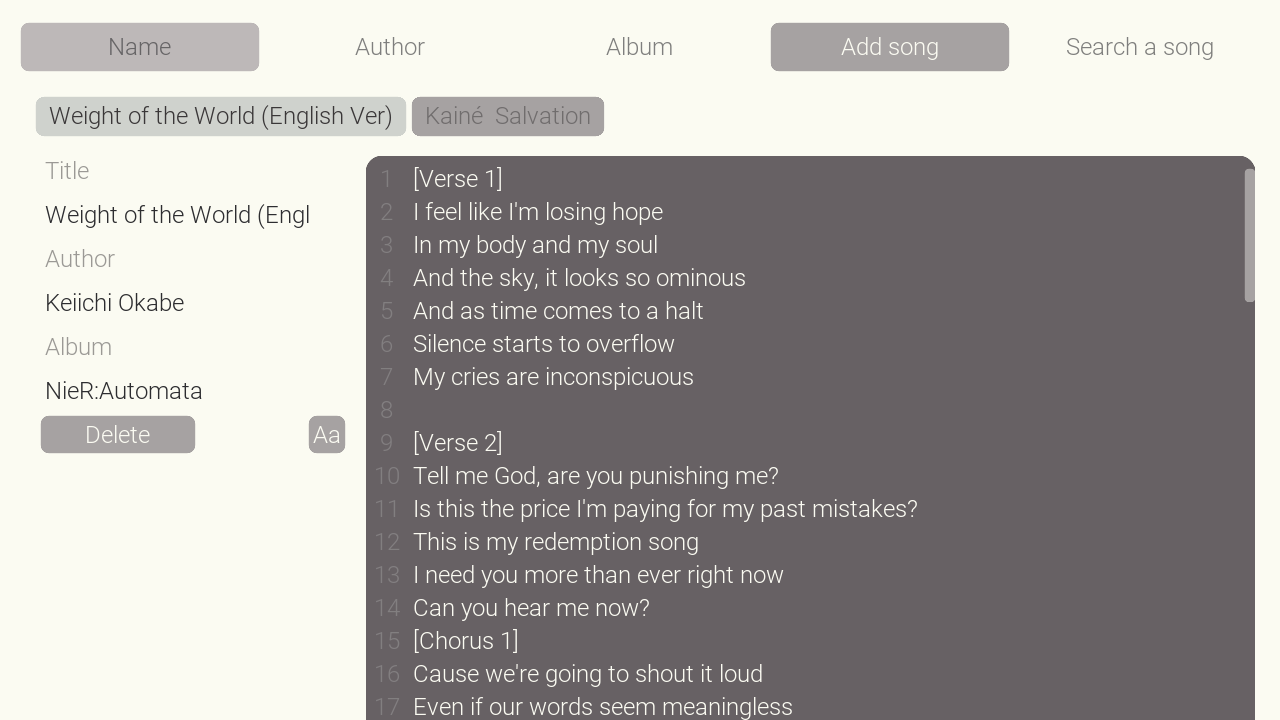 Name Author Album Add song Search a song
Weight of the World (English Ver) Kainé Salvation
Title
Weight of the World (Engl
Author
Keiichi Okabe
Album
NieR:Automata
Delete Aa
1 [Verse 1]
2 I feel like I'm losing hope
3 In my body and my soul
4 And the sky, it looks so ominous
5 And as time comes to a halt
6 Silence starts to overflow
7 My cries are inconspicuous
8
9 [Verse 2]
10 Tell me God, are you punishing me?
11 Is this the price I'm paying for my past mistakes?
12 This is my redemption song
13 I need you more than ever right now
14 Can you hear me now?
15 [Chorus 1]
16 Cause we're going to shout it loud
17 Even if our words seem meaningless